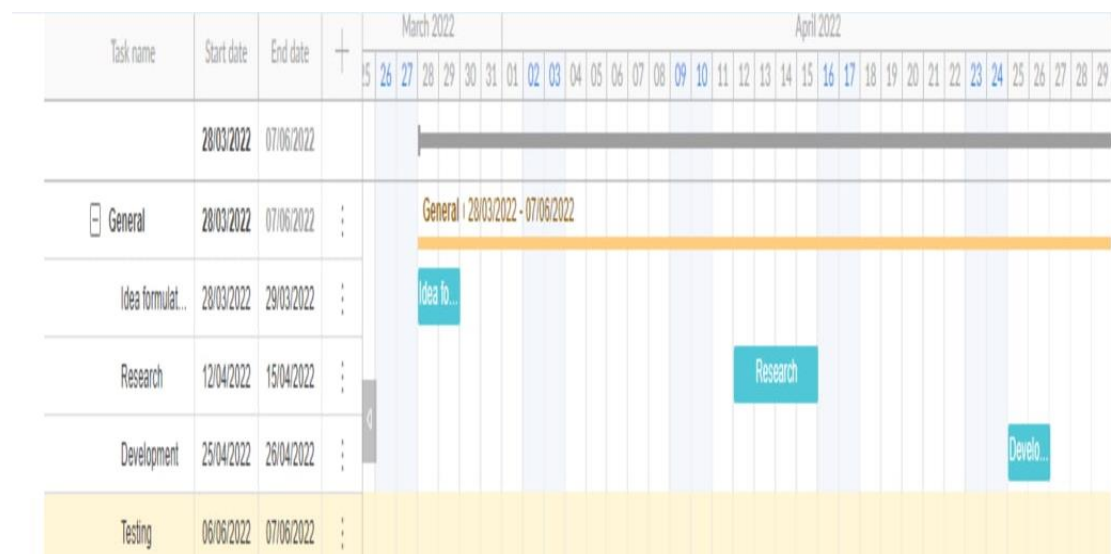 March 2022 April 2022
Task name Start date End date +
25 26 27 28 29 30 31 01 02 03 04 05 06 07 08 09 10 11 12 13 14 15 16 17 18 19 20 21 22 23 24 25 26 27 28 29
28/03/2022 07/06/2022
General 28/03/2022 07/06/2022 General 28/03/2022 - 07/06/2022
Idea formulat... 28/03/2022 29/03/2022 Idea fo...
Research 12/04/2022 15/04/2022 Research
Development 25/04/2022 26/04/2022 Develo...
Testing 06/06/2022 07/06/2022